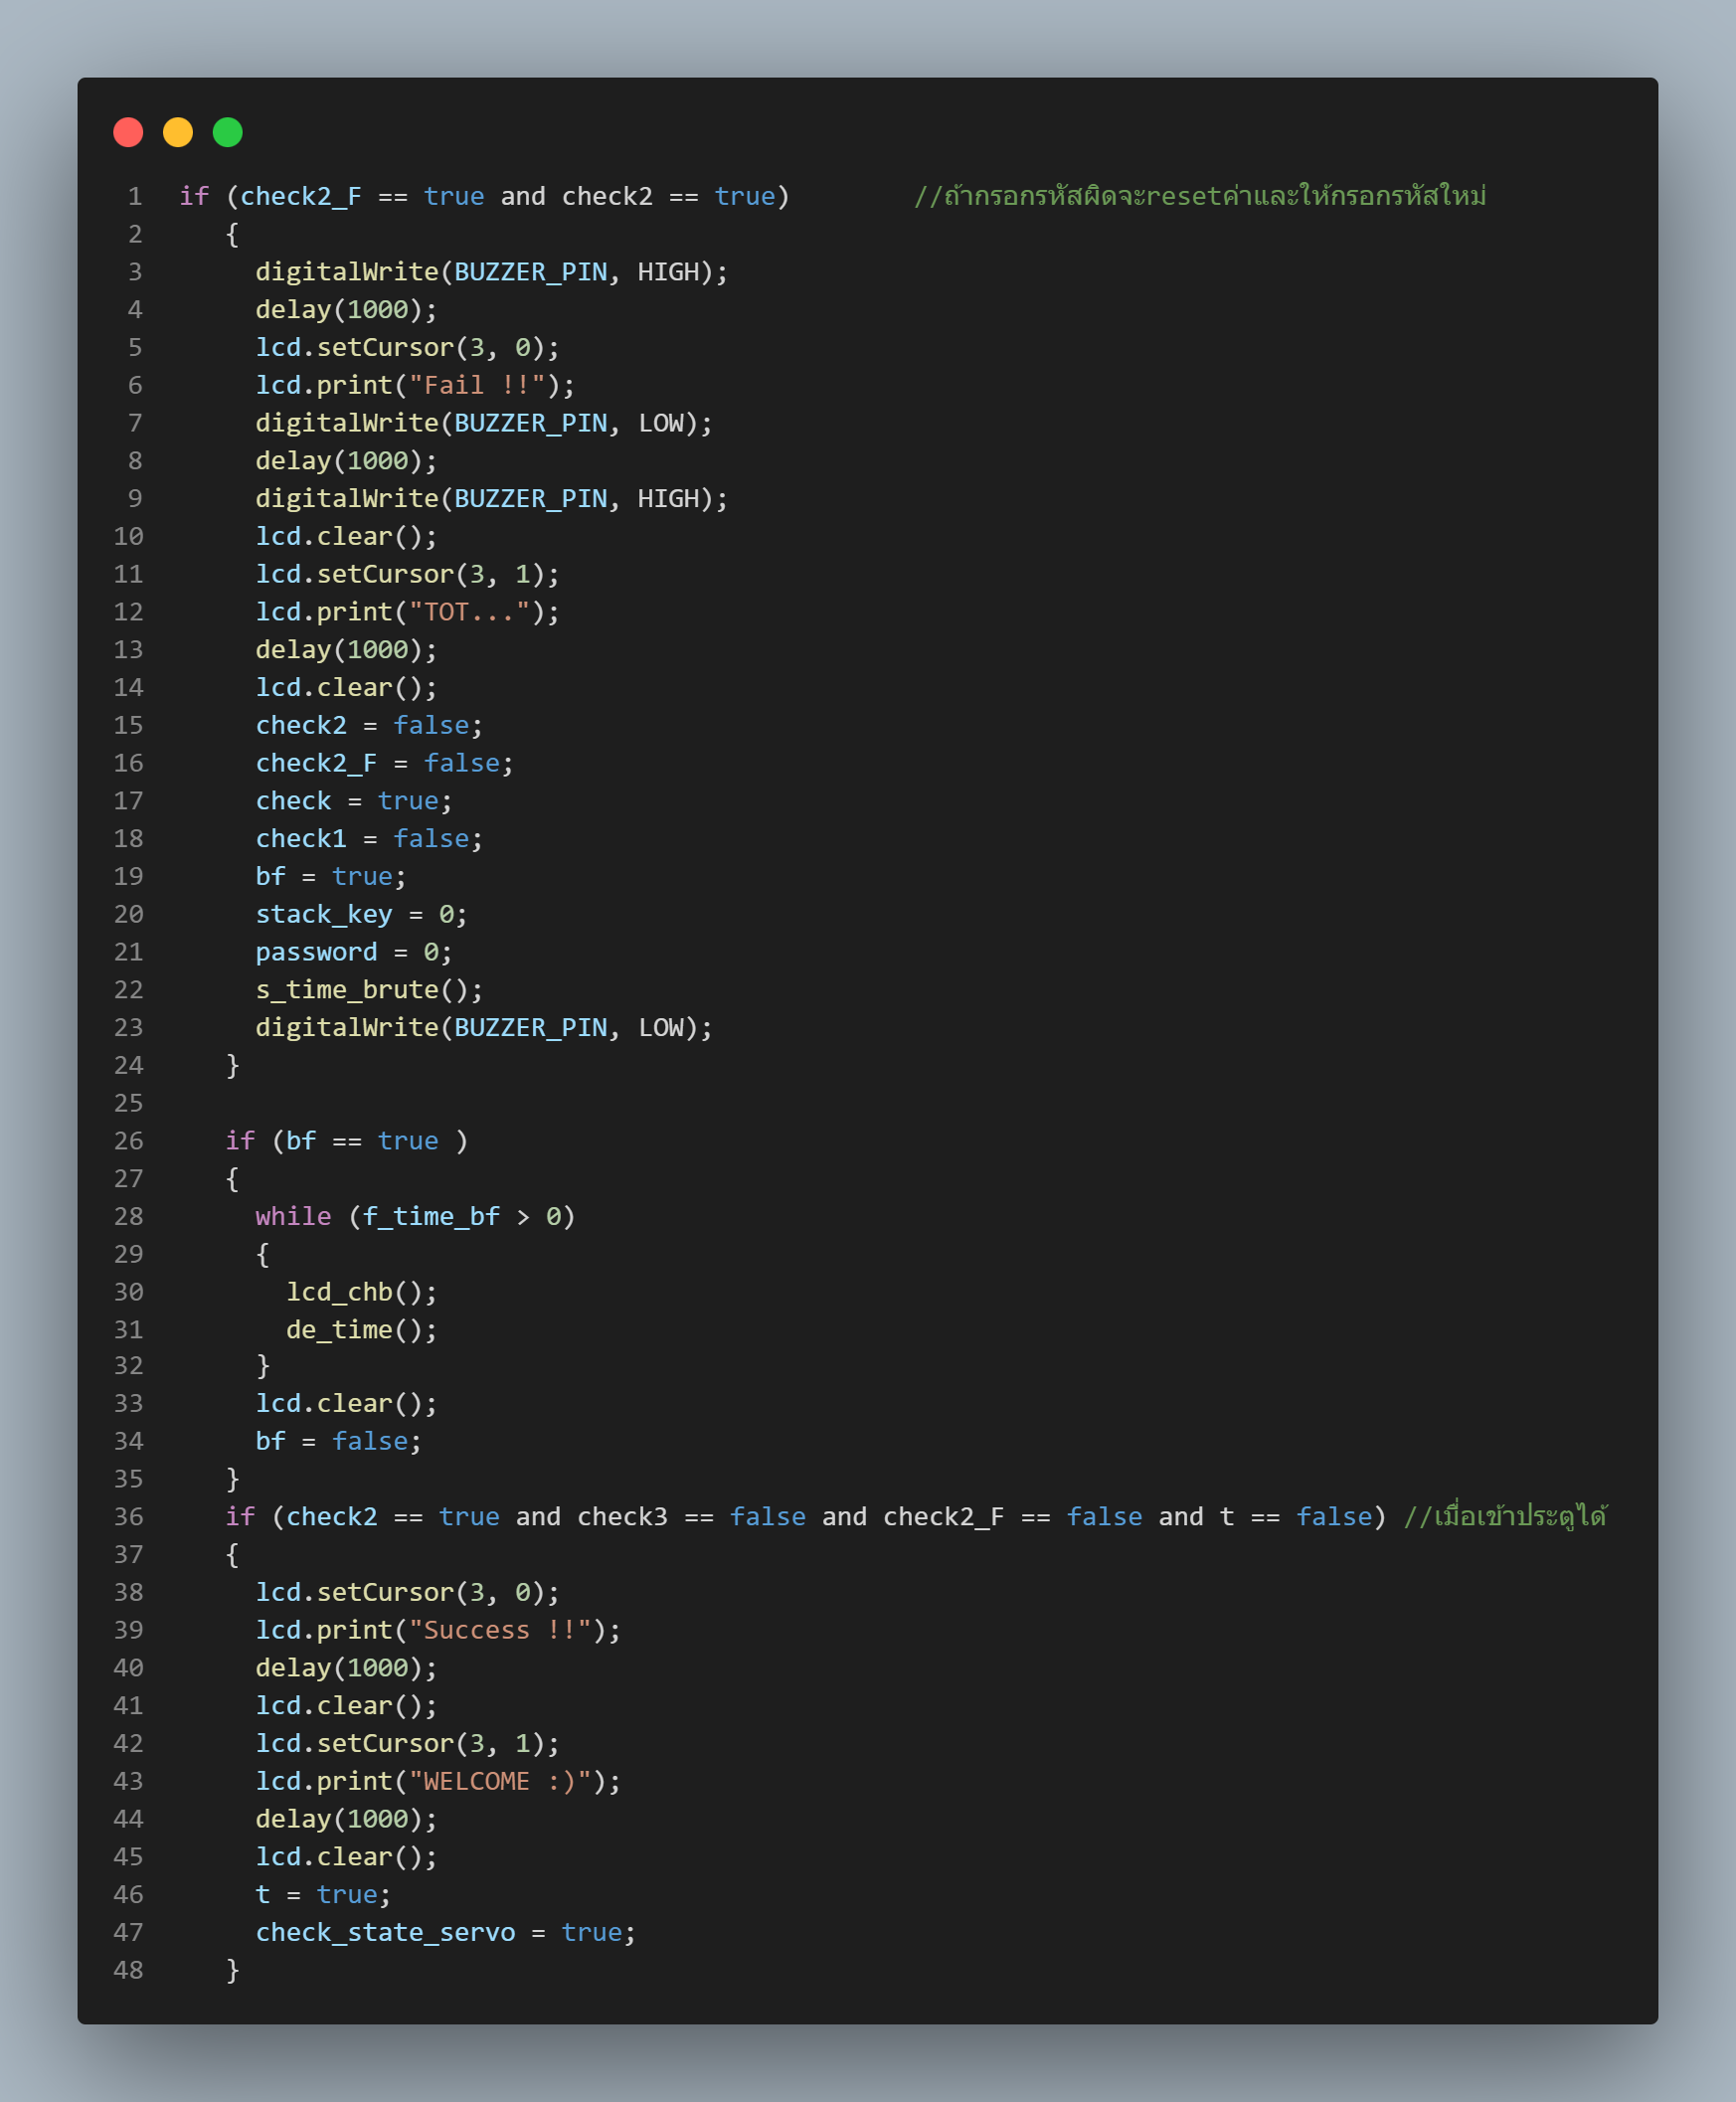 1 if (check2_F == true and check2 == true)        //ถ้ากรอกรหัสผิดจะresetค่าและให้กรอกรหัสใหม่
2    {
3      digitalWrite(BUZZER_PIN, HIGH);
4      delay(1000);
5      lcd.setCursor(3, 0);
6      lcd.print("Fail !!");
7      digitalWrite(BUZZER_PIN, LOW);
8      delay(1000);
9      digitalWrite(BUZZER_PIN, HIGH);
10      lcd.clear();
11      lcd.setCursor(3, 1);
12      lcd.print("TOT...");
13      delay(1000);
14      lcd.clear();
15      check2 = false;
16      check2_F = false;
17      check = true;
18      check1 = false;
19      bf = true;
20      stack_key = 0;
21      password = 0;
22      s_time_brute();
23      digitalWrite(BUZZER_PIN, LOW);
24    }
25
26    if (bf == true )
27    {
28      while (f_time_bf > 0)
29      {
30        lcd_chb();
31        de_time();
32      }
33      lcd.clear();
34      bf = false;
35    }
36    if (check2 == true and check3 == false and check2_F == false and t == false) //เมื่อเข้าประตูได้
37    {
38      lcd.setCursor(3, 0);
39      lcd.print("Success !!");
40      delay(1000);
41      lcd.clear();
42      lcd.setCursor(3, 1);
43      lcd.print("WELCOME :)");
44      delay(1000);
45      lcd.clear();
46      t = true;
47      check_state_servo = true;
48    }